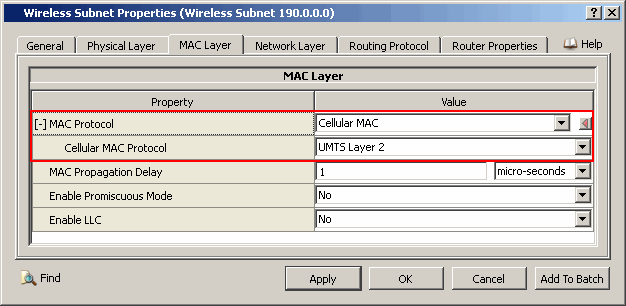 Wireless Subnet Properties (Wireless Subnet 190.0.0.0) ? ×
General Physical Layer MAC Layer Network Layer Routing Protocol Router Properties Help
MAC Layer
Property Value
[-] MAC Protocol Cellular MAC
Cellular MAC Protocol UMTS Layer 2
MAC Propagation Delay 1 micro-seconds
Enable Promiscuous Mode No
Enable LLC No
Find Apply OK Cancel Add To Batch